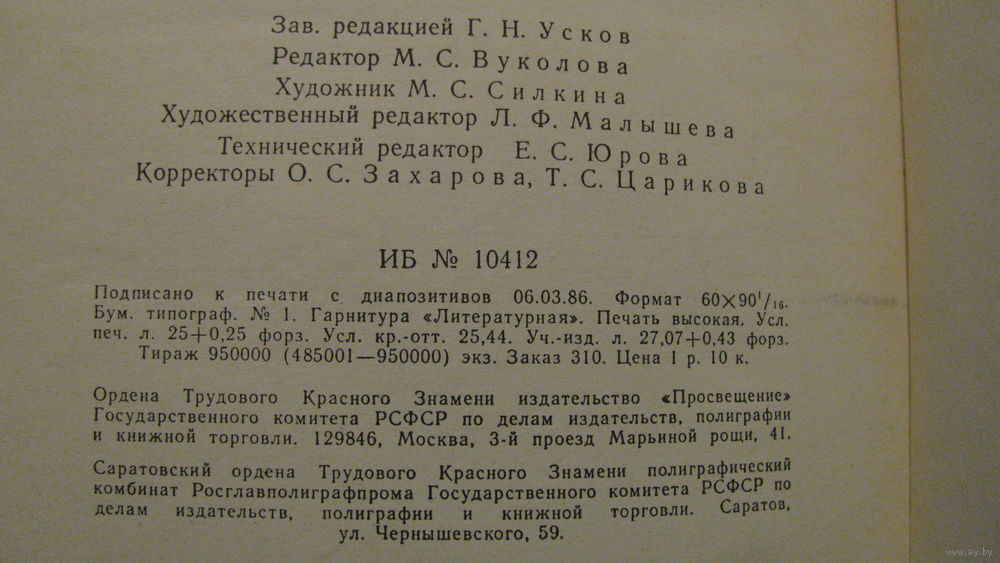 Зав. редакцией Г. Н. Усков
Редактор М. С. Вуколова
Художник М. С. Силкина
Художественный редактор Л. Ф. Малышева
Технический редактор Е. С. Юрова
Корректоры О. С. Захарова, Т. С. Царикова
ИБ № 10412
Подписано к печати с диапозитивов 06.03.86. Формат 60×90¹/₁₆.
Бум. типограф. № 1. Гарнитура «Литературная». Печать высокая. Усл.
печ. л. 25+0,25 форз. Усл. кр.-отт. 25,44. Уч.-изд. л. 27,07+0,43 форз.
Тираж 950000 (485001—950000) экз. Заказ 310. Цена 1 р. 10 к.
Ордена Трудового Красного Знамени издательство «Просвещение»
Государственного комитета РСФСР по делам издательств, полиграфии
и книжной торговли. 129846, Москва, 3-й проезд Марьиной рощи, 41.
Саратовский ордена Трудового Красного Знамени полиграфический
комбинат Росглавполиграфпрома Государственного комитета РСФСР по
делам издательств, полиграфии и книжной торговли. Саратов,
ул. Чернышевского, 59.
www.ay.by